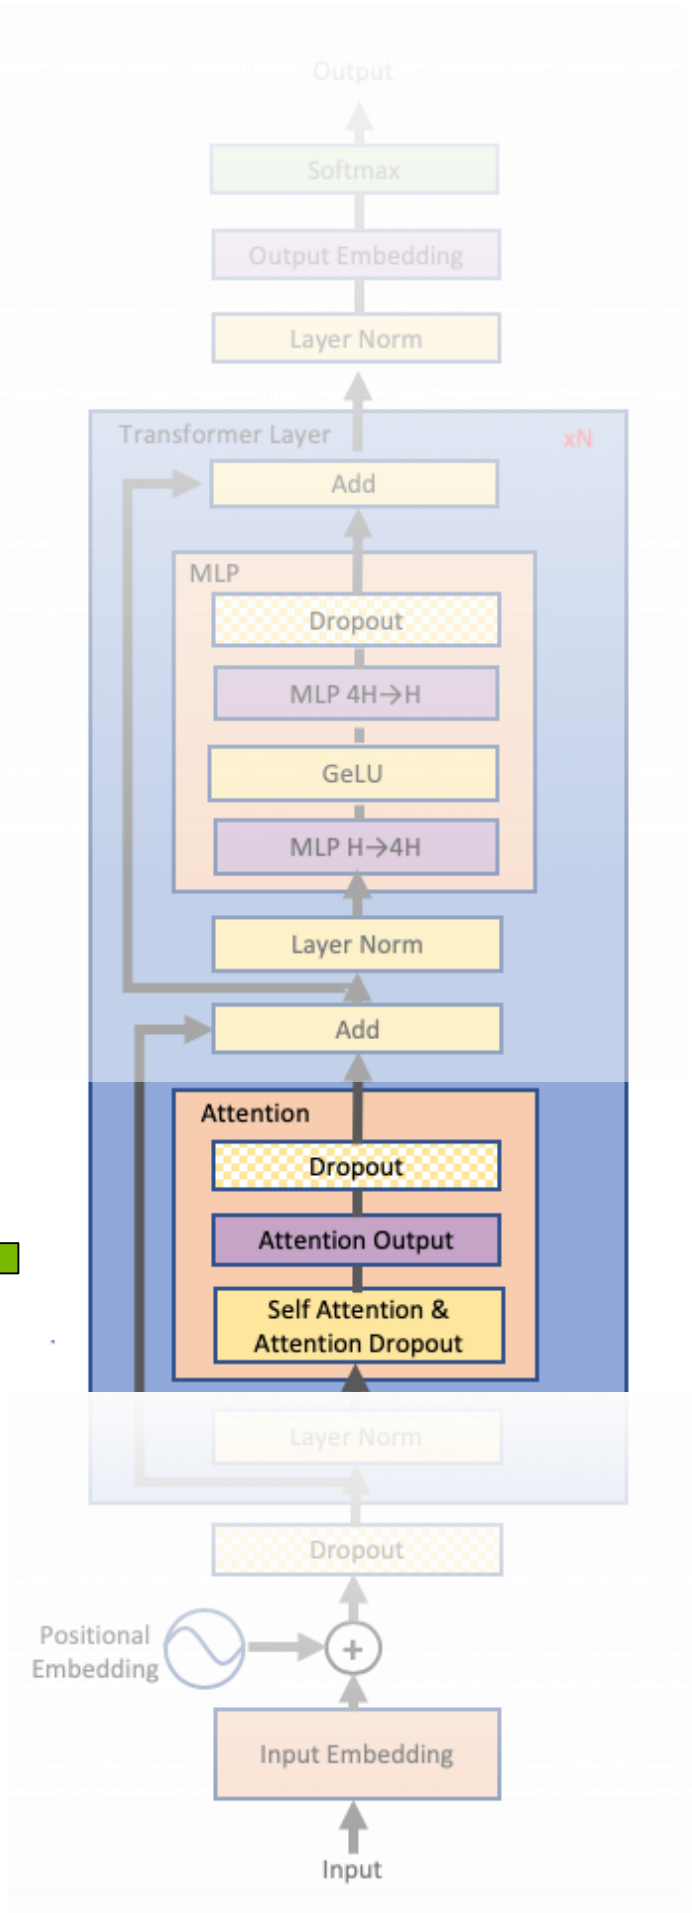 Output
Softmax
Output Embedding
Layer Norm
Transformer Layer
xN
Add
MLP
Dropout
MLP 4H→H
GeLU
MLP H→4H
Layer Norm
Add
Attention
Dropout
Attention Output
Self Attention &
Attention Dropout
Layer Norm
Dropout
Positional
Embedding
+
Input Embedding
Input